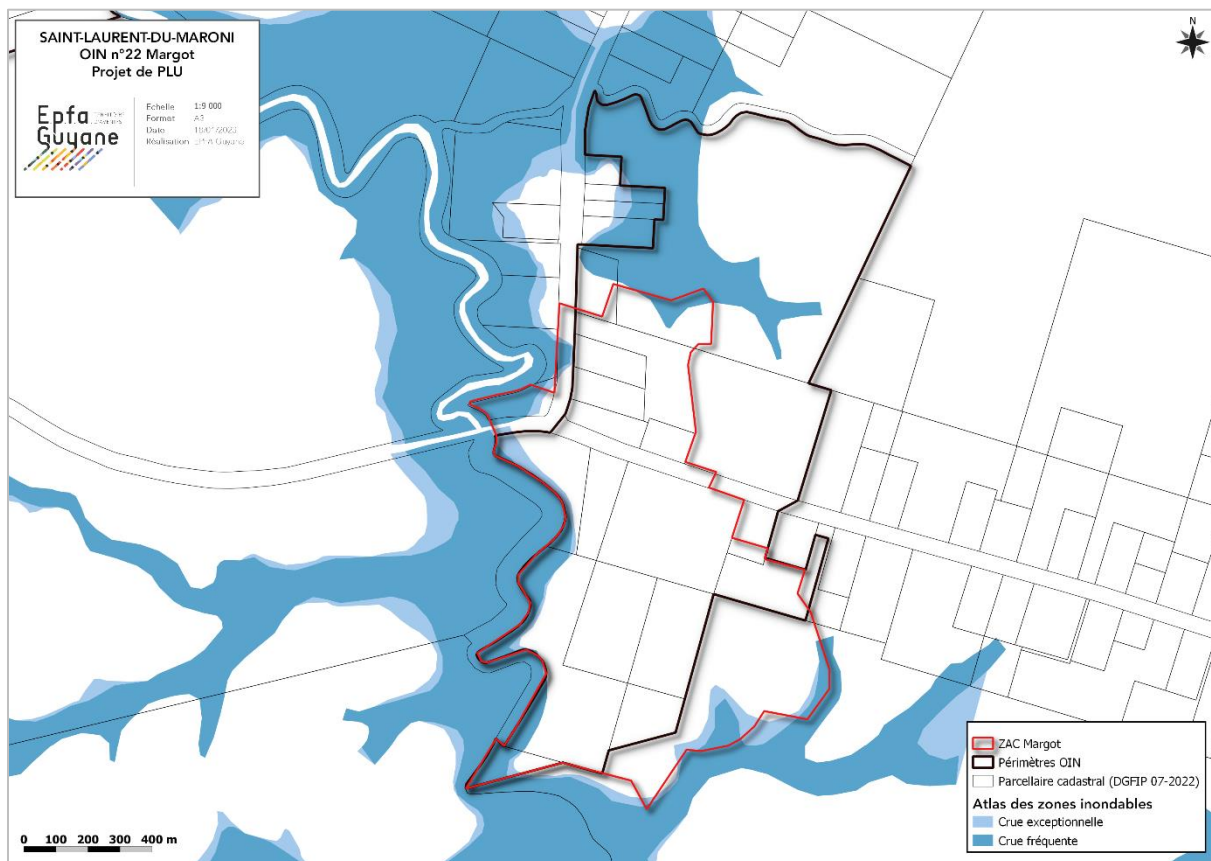 SAINT-LAURENT-DU-MARONI
OIN n°22 Margot
Projet de PLU
Epfa
Guyane
Echelle 1:9 000
Format A3
Date
Réalisation
N
ZAC Margot
Périmètres OIN
Parcellaire cadastral (DGFIP 07-2022)
Atlas des zones inondables
Crue exceptionnelle
Crue fréquente
0 100 200 300 400 m